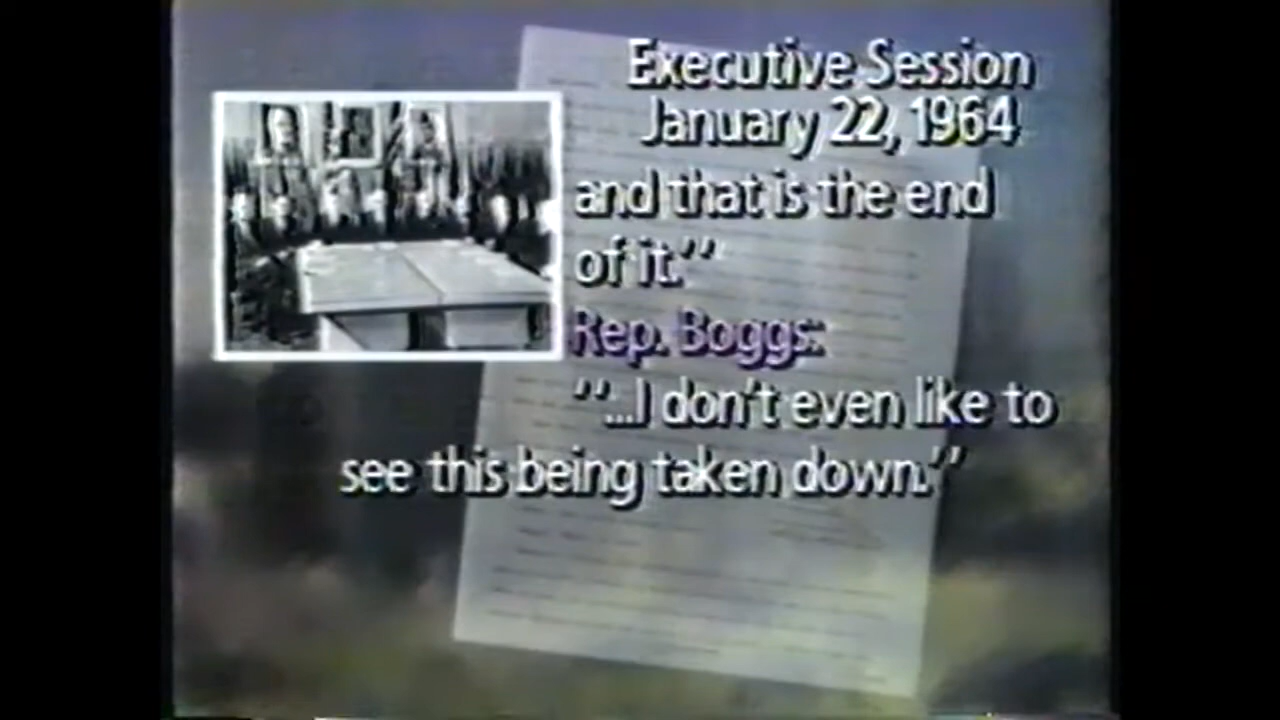 Executive Session
January 22, 1964
and that is the end
of it.’’
Rep. Boggs:
‘‘...I don’t even like to
see this being taken down.’’